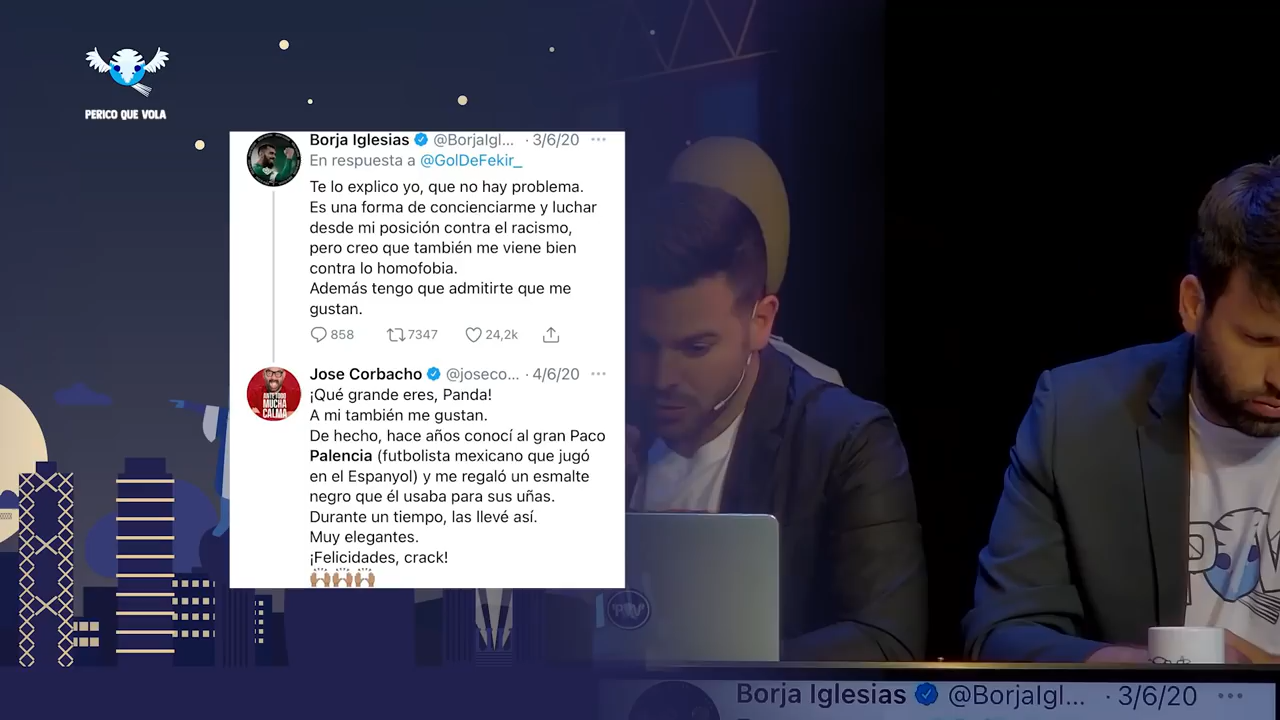 PERICO QUE VOLA
Borja Iglesias @BorjaIgl... · 3/6/20
En respuesta a @GolDeFekir_
Te lo explico yo, que no hay problema.
Es una forma de concienciarme y luchar
desde mi posición contra el racismo,
pero creo que también me viene bien
contra lo homofobia.
Además tengo que admitirte que me
gustan.
858 7347 24,2k
Jose Corbacho @joseco... · 4/6/20
ANTE TODO
MUCHA
CALMA
¡Qué grande eres, Panda!
A mi también me gustan.
De hecho, hace años conocí al gran Paco
Palencia (futbolista mexicano que jugó
en el Espanyol) y me regaló un esmalte
negro que él usaba para sus uñas.
Durante un tiempo, las llevé así.
Muy elegantes.
¡Felicidades, crack!
🙌🏽🙌🏽🙌🏽
PQV
Borja Iglesias @BorjaIgl... · 3/6/20